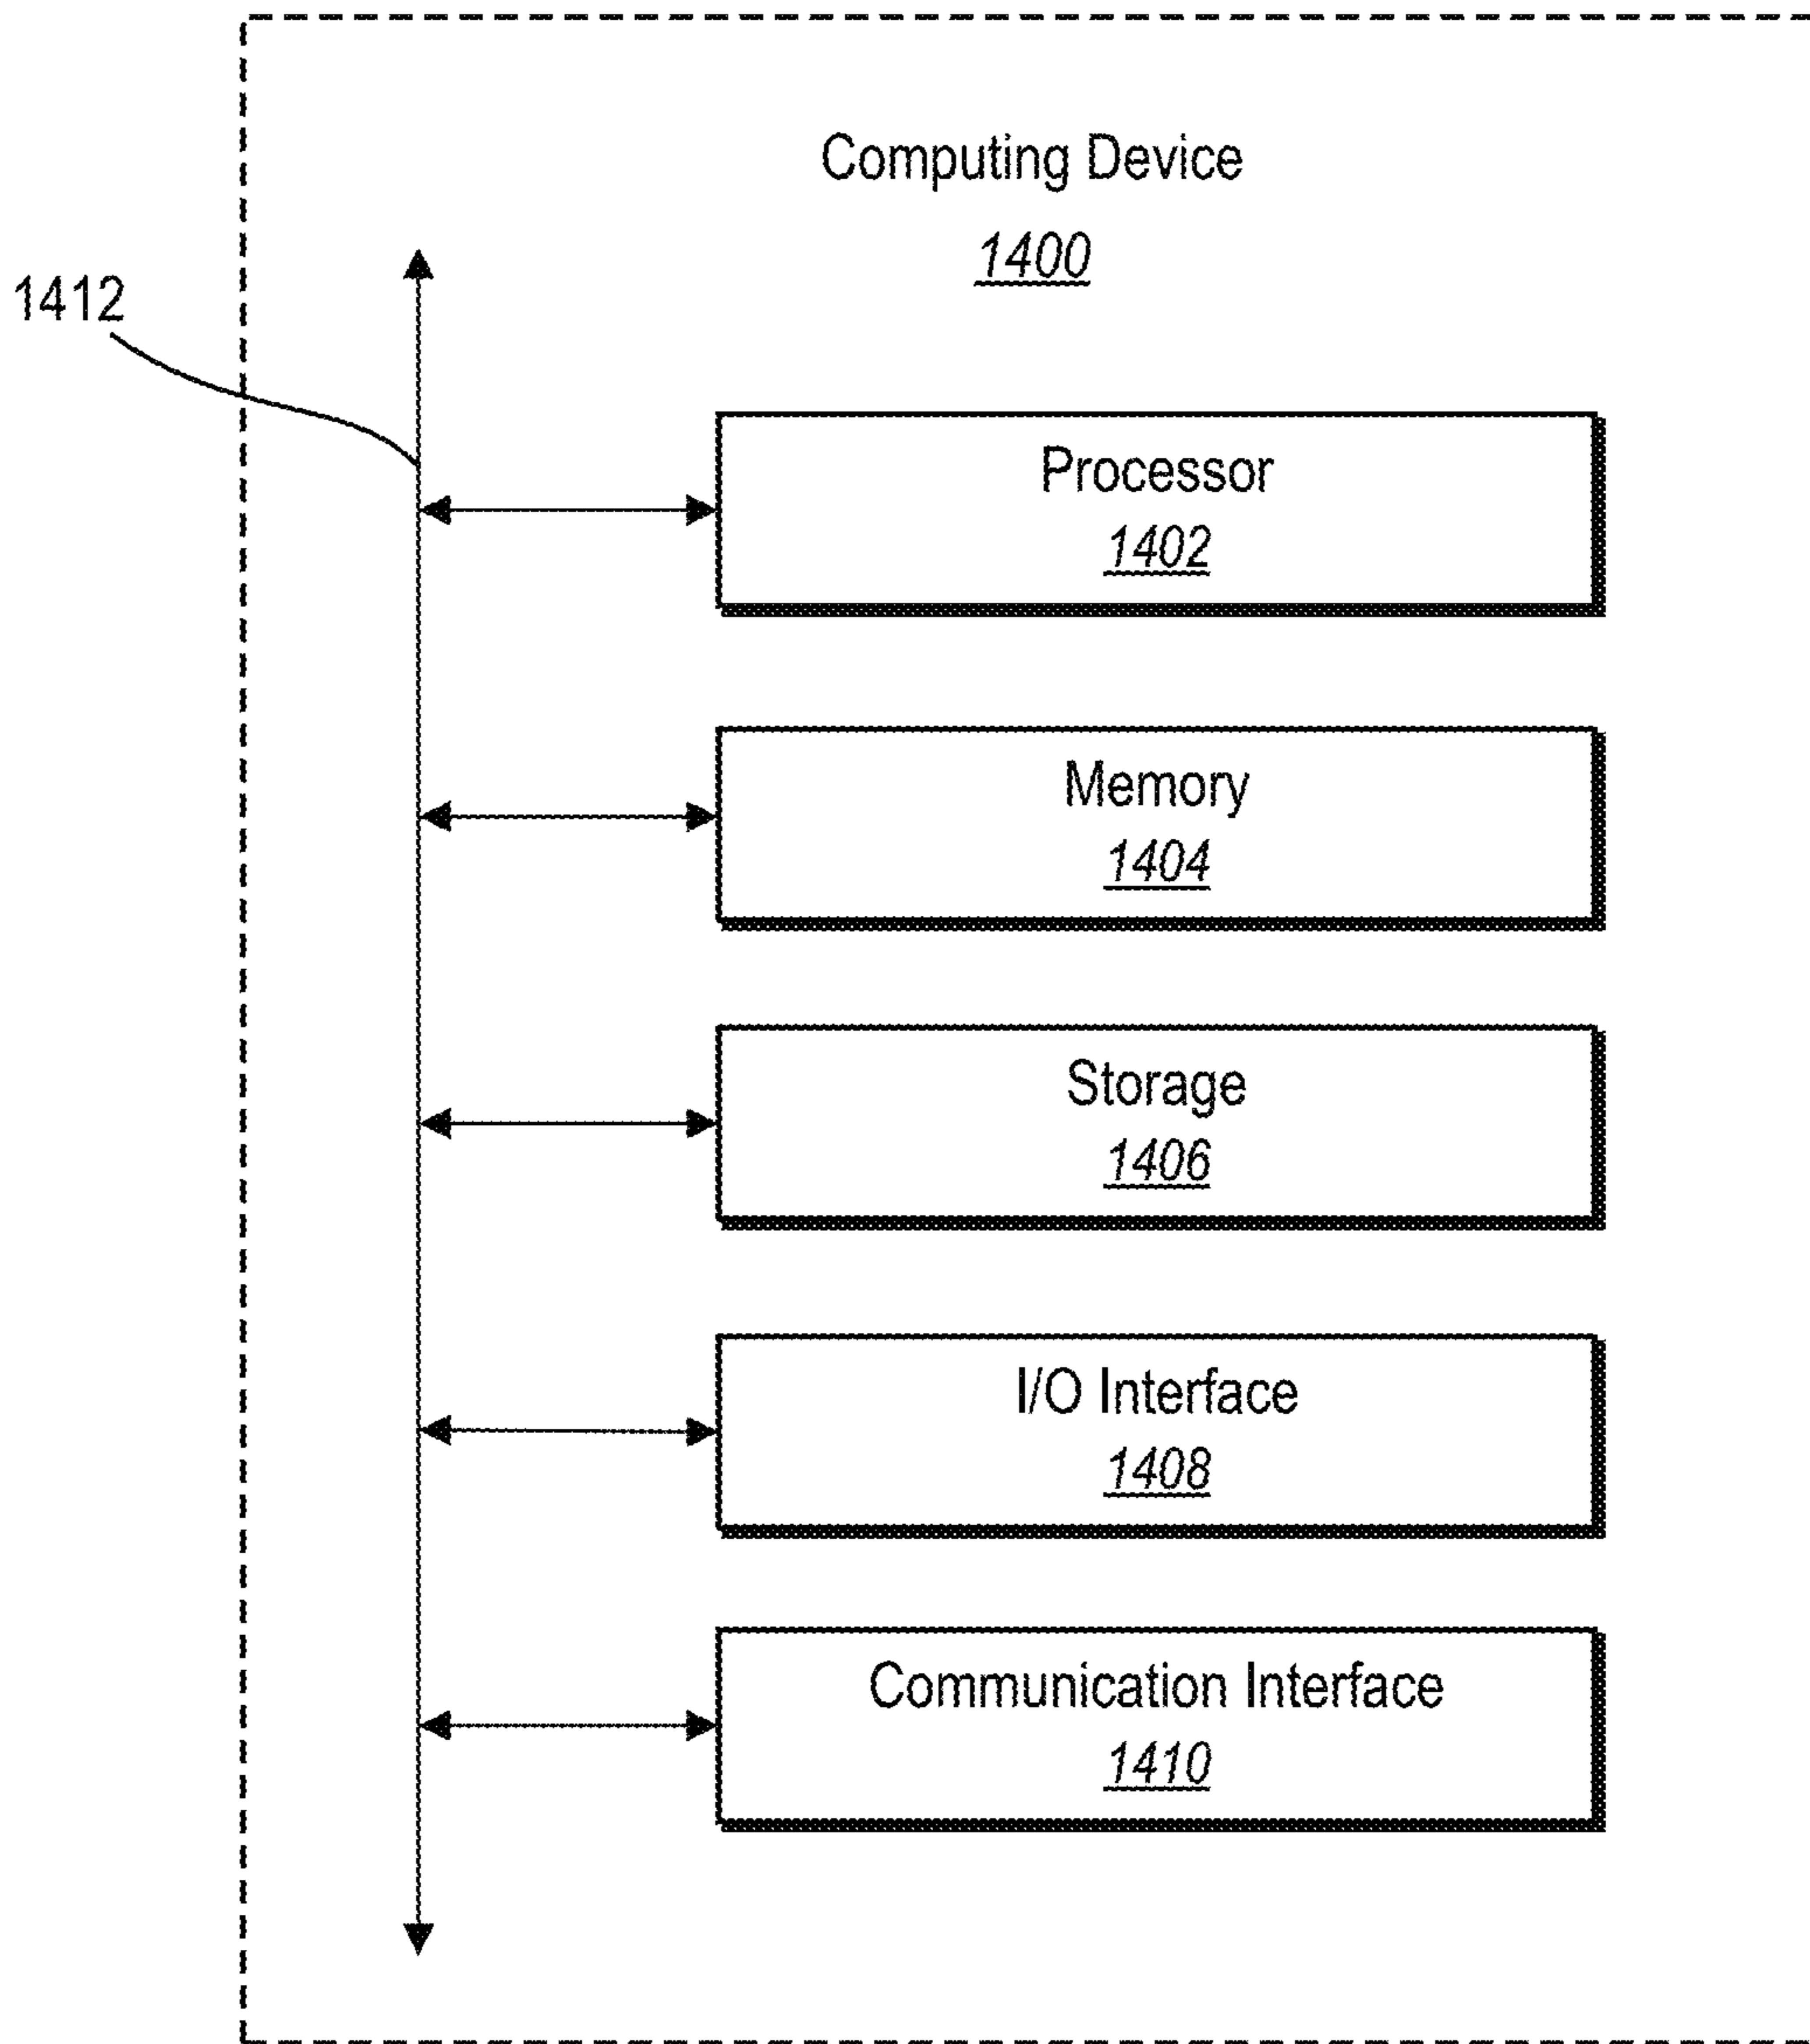 Computing Device
1400
1412
Processor
1402
Memory
1404
Storage
1406
I/O Interface
1408
Communication Interface
1410